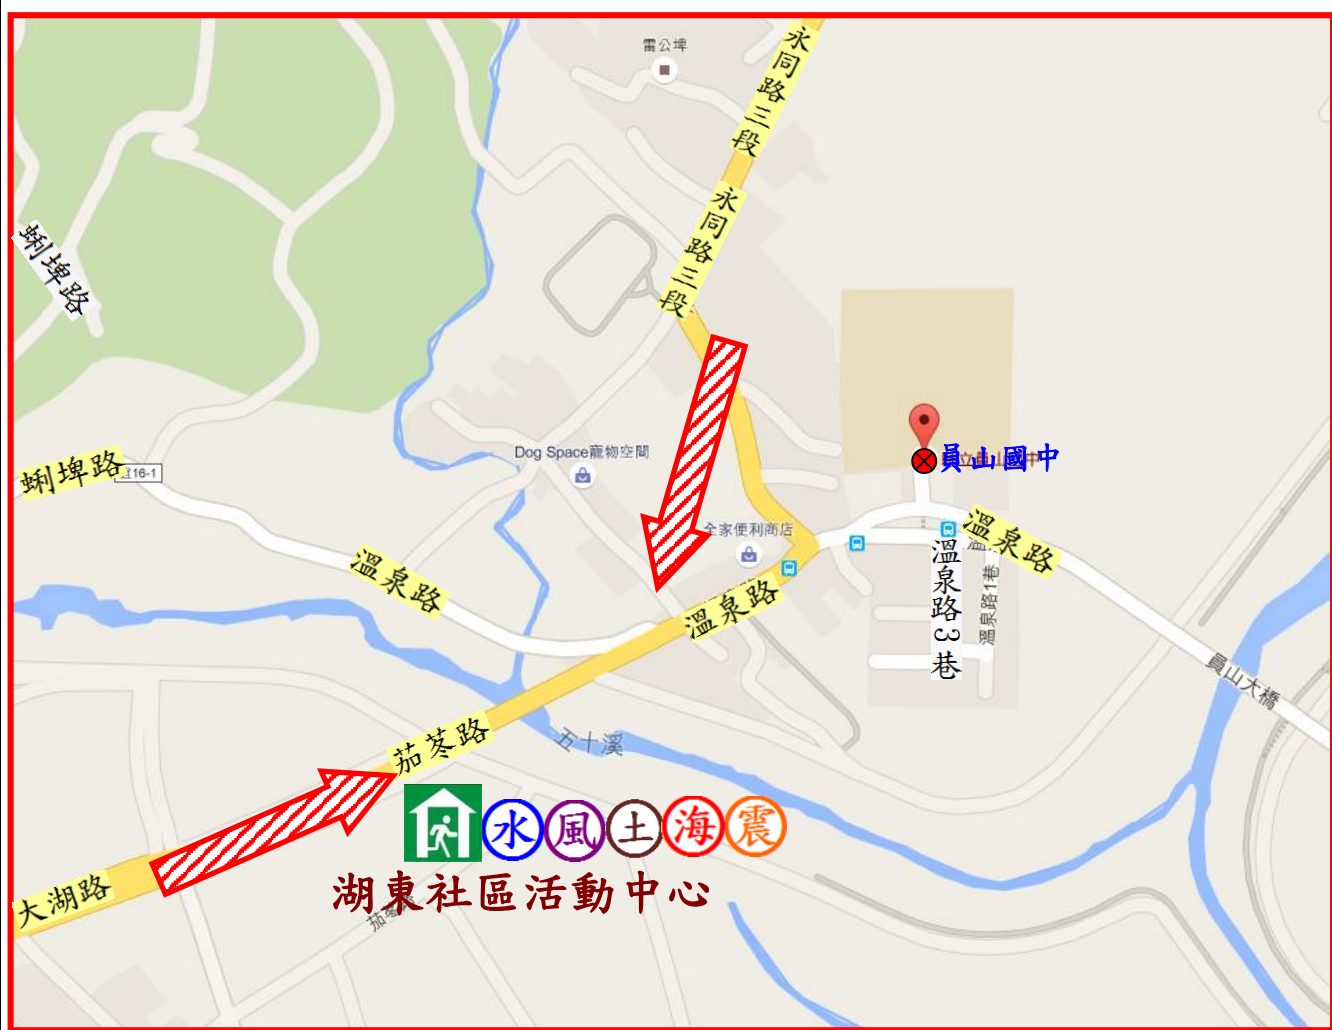 雷公埤
永同路三段
永同路三段
蜊埤路
Dog Space寵物空間
員山國中
蜊埤路
全家便利商店
溫泉路
溫泉路
溫泉路
溫泉路3巷
溫泉路1巷
員山大橋
茄苳路
五十溪
水
風
土
海
震
大湖路
湖東社區活動中心
茄苳路